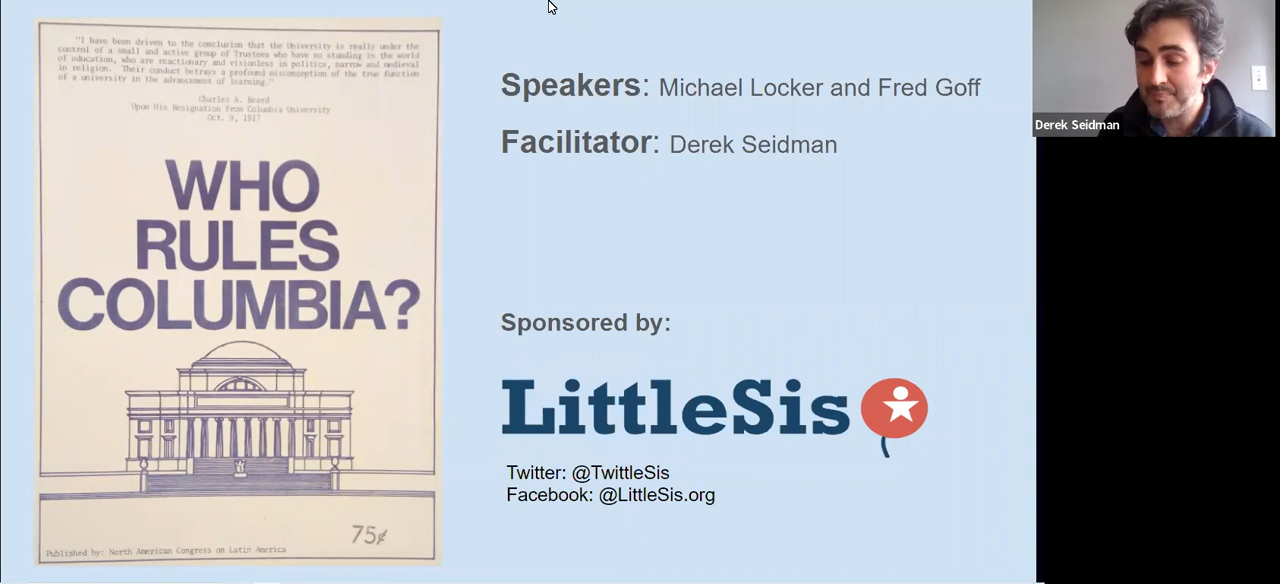 "I have been driven to the conclusion that the University is really under the
control of a small and active group of Trustees who have no standing in the world
of education, who are reactionary and visionless in politics, narrow and medieval
in religion. Their conduct betrays a profound misconception of the true function
of a university in the advancement of learning."
Charles A. Beard
Upon His Resignation From Columbia University
Oct. 9, 1917
WHO
RULES
COLUMBIA?
75¢
Published by: North American Congress on Latin America
Speakers: Michael Locker and Fred Goff
Facilitator: Derek Seidman
Sponsored by:
LittleSis
Twitter: @TwittleSis
Facebook: @LittleSis.org
Derek Seidman